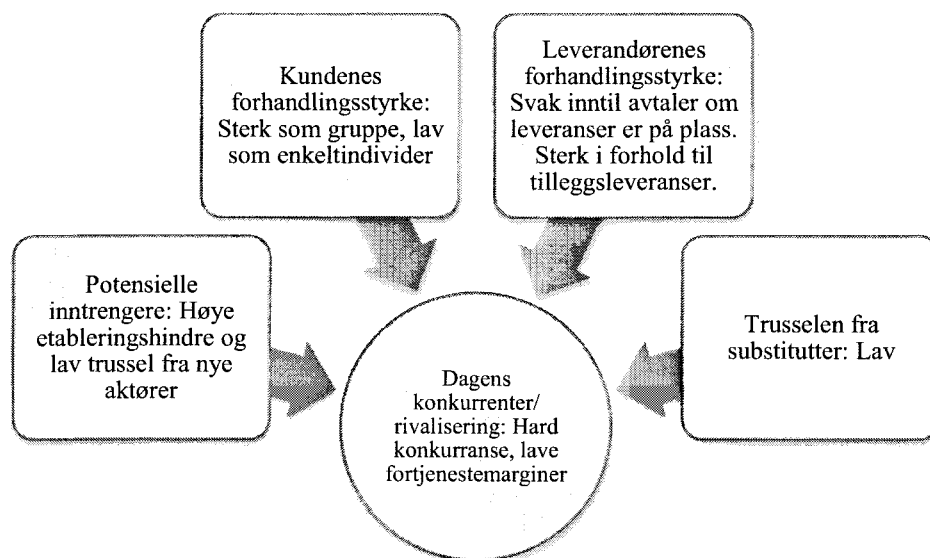 Kundenes
forhandlingsstyrke:
Sterk som gruppe, lav
som enkeltindivider
Leverandørenes
forhandlingsstyrke:
Svak inntil avtaler om
leveranser er på plass.
Sterk i forhold til
tilleggsleveranser.
Potensielle
inntrengere: Høye
etableringshindre og
lav trussel fra nye
aktører
Dagens
konkurrenter/
rivalisering: Hard
konkurranse, lave
fortjenestemarginer
Trusselen fra
substitutter: Lav